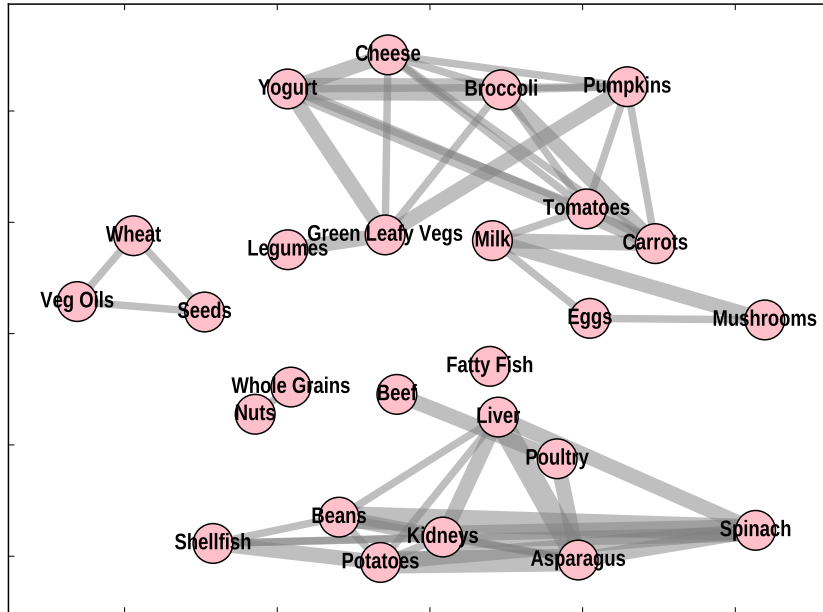 Cheese
Yogurt
Broccoli
Pumpkins
Tomatoes
Wheat
Legumes
Green Leafy Vegs
Milk
Carrots
Veg Oils
Seeds
Eggs
Mushrooms
Fatty Fish
Whole Grains
Beef
Nuts
Liver
Poultry
Beans
Shellfish
Kidneys
Spinach
Potatoes
Asparagus